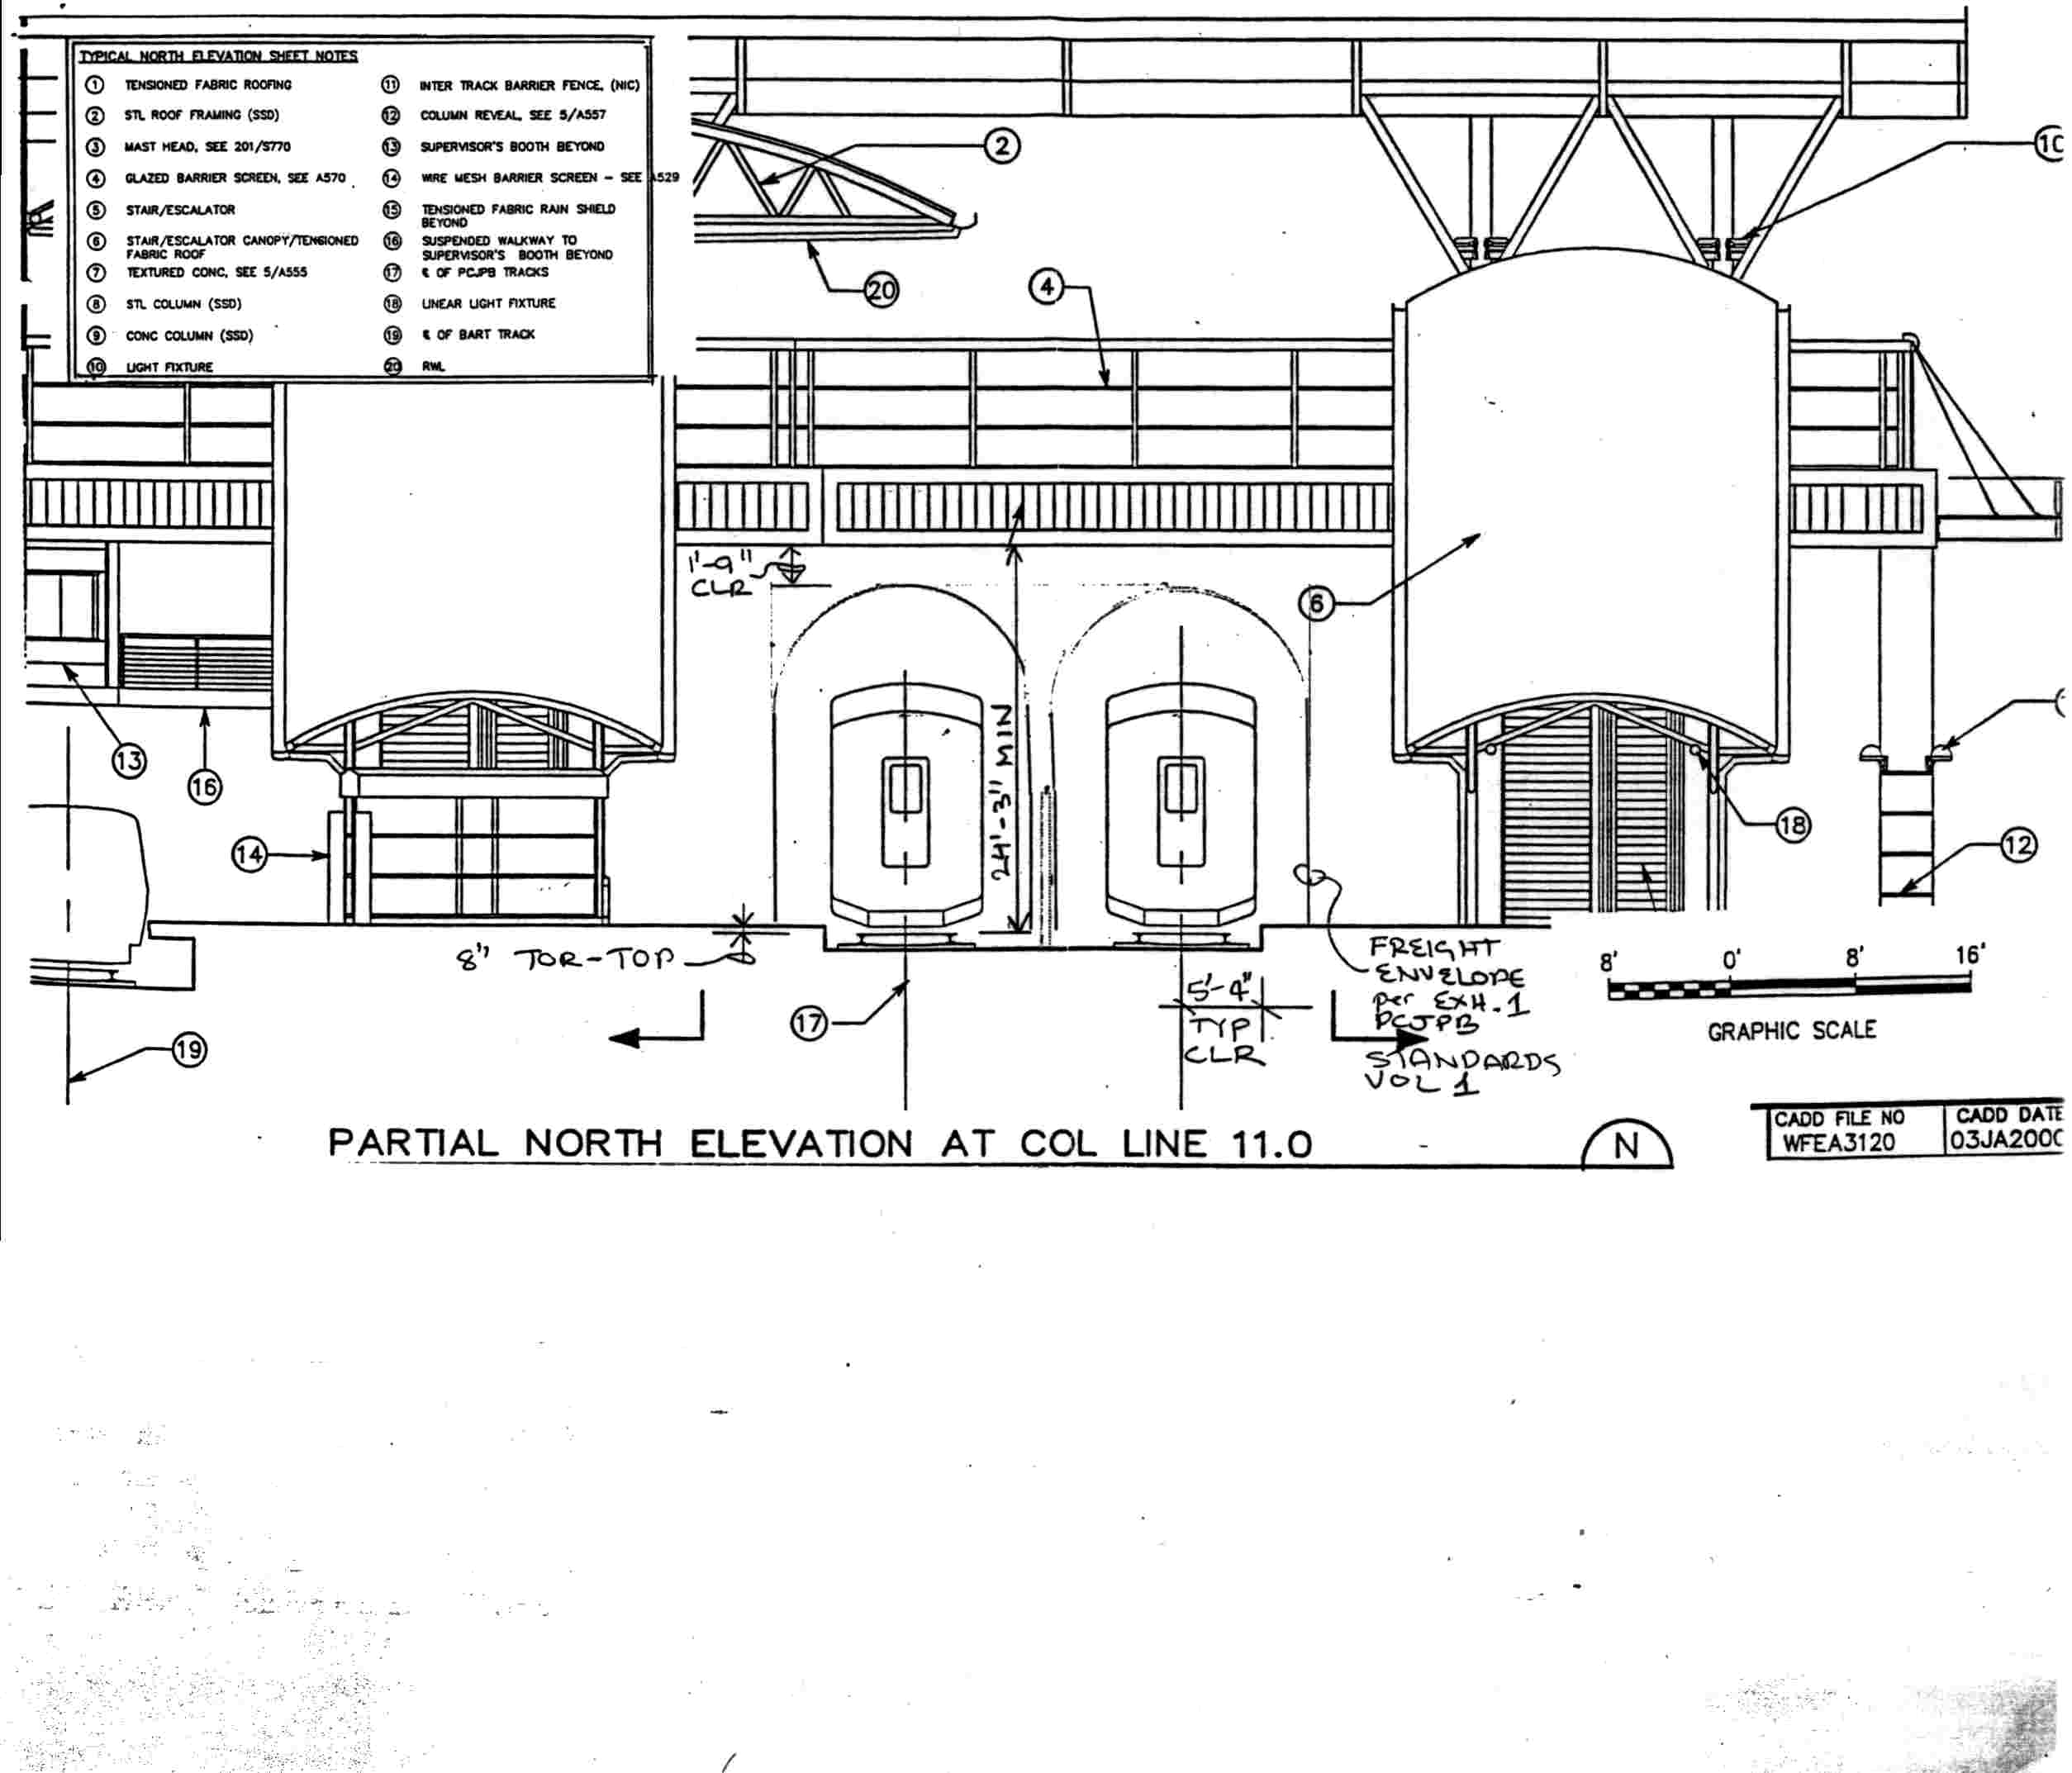 TYPICAL NORTH ELEVATION SHEET NOTES
1 TENSIONED FABRIC ROOFING
2 STL ROOF FRAMING (SSD)
3 MAST HEAD, SEE 201/S770
4 GLAZED BARRIER SCREEN, SEE A570
5 STAIR/ESCALATOR
6 STAIR/ESCALATOR CANOPY/TENSIONED
FABRIC ROOF
7 TEXTURED CONC, SEE 5/A555
8 STL COLUMN (SSD)
9 CONC COLUMN (SSD)
10 LIGHT FIXTURE
11 INTER TRACK BARRIER FENCE, (NIC)
12 COLUMN REVEAL, SEE 5/A557
13 SUPERVISOR'S BOOTH BEYOND
14 WIRE MESH BARRIER SCREEN - SEE A529
15 TENSIONED FABRIC RAIN SHIELD
BEYOND
16 SUSPENDED WALKWAY TO
SUPERVISOR'S BOOTH BEYOND
17 ℄ OF PCJPB TRACKS
18 LINEAR LIGHT FIXTURE
19 ℄ OF BART TRACK
20 RWL
2
10
20
4
1'-9"
CLR
6
24'-3" MIN
13
16
14
18
12
8" TOR-TOP
17
19
5'-4"
TYP
CLR
FREIGHT
ENVELOPE
per EXH.1
PCJPB
STANDARDS
VOL 1
8' 0' 8' 16'
GRAPHIC SCALE
PARTIAL NORTH ELEVATION AT COL LINE 11.0
N
CADD FILE NO
WFEA3120
CADD DATE
03JA200